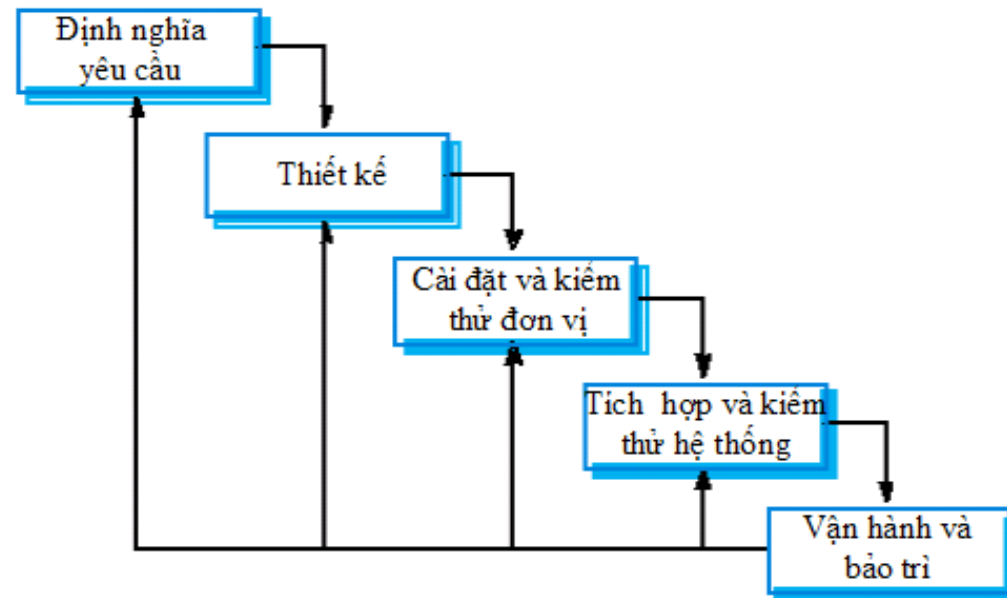 Định nghĩa
yêu cầu
Thiết kế
Cài đặt và kiểm
thử đơn vị
Tích hợp và kiểm
thử hệ thống
Vận hành và
bảo trì